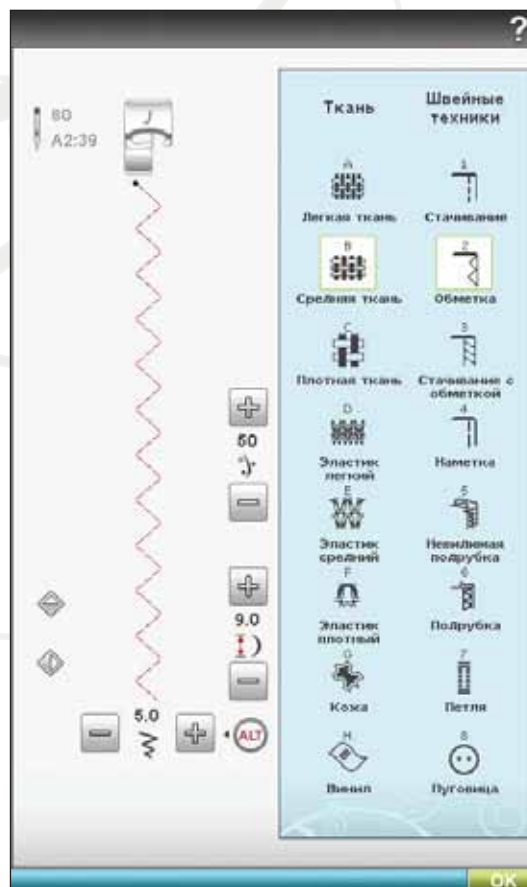 ?
80
A2:39
J
50
9.0
5.0
ALT
Ткань
Швейные
техники
A
Легкая ткань
1
Стачивание
B
Средняя ткань
2
Обметка
C
Плотная ткань
3
Стачивание с
обметкой
D
Эластик
легкий
4
Наметка
E
Эластик
средний
5
Невидимая
подрубка
F
Эластик
плотный
6
Подрубка
G
Кожа
7
Петля
H
Винил
8
Пуговица
OK